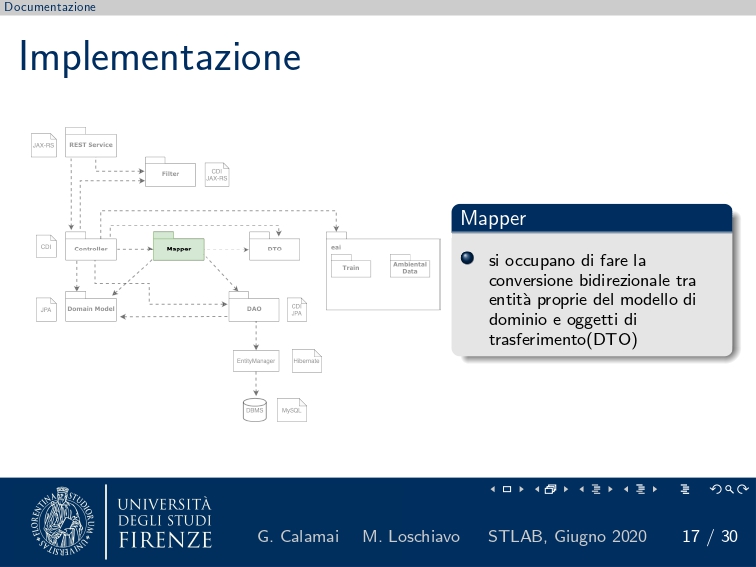 Documentazione
Implementazione
JAX-RS
REST Service
Filter
CDI
JAX-RS
CDI
Controller
Mapper
DTO
eai
Train
Ambiental
Data
JPA
Domain Model
DAO
CDI
JPA
EntityManager
Hibernate
DBMS
MySQL
Mapper
si occupano di fare la
conversione bidirezionale tra
entità proprie del modello di
dominio e oggetti di
trasferimento(DTO)
FLORENTINA STUDIORUM UNIVERSITAS
UNIVERSITÀ
DEGLI STUDI
FIRENZE
G. Calamai M. Loschiavo STLAB, Giugno 2020 17 / 30